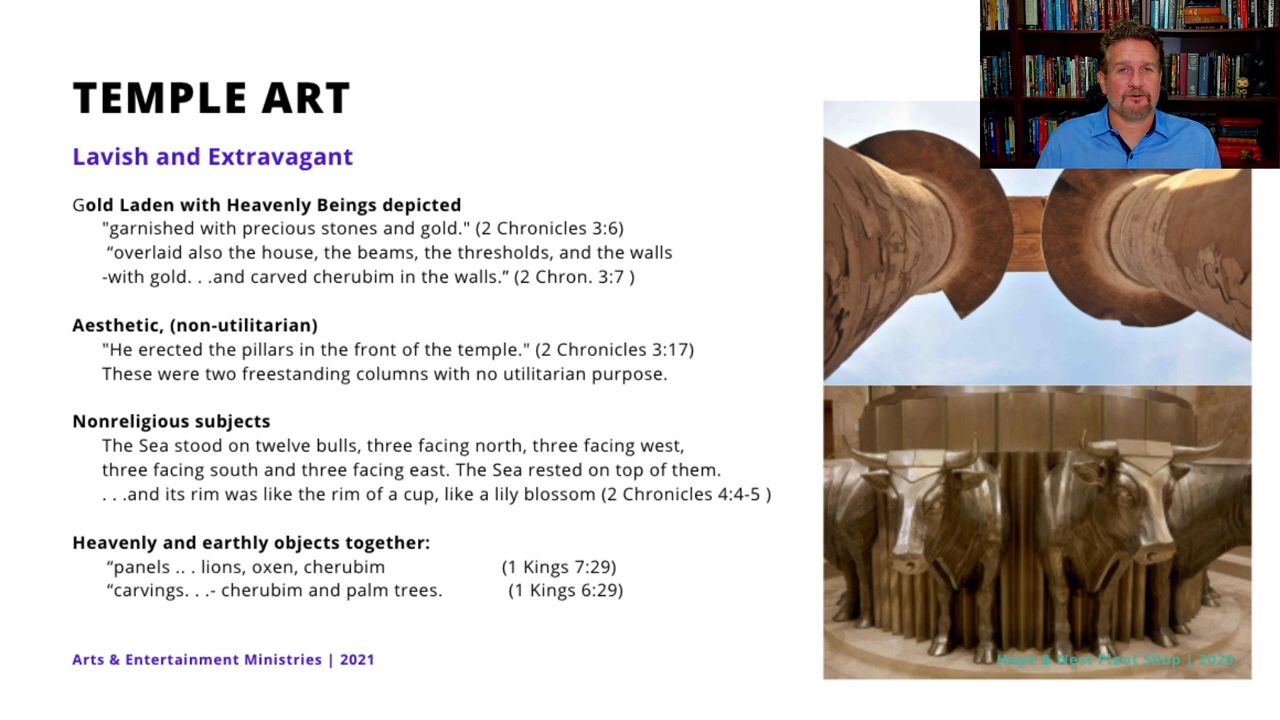 TEMPLE ART
Lavish and Extravagant
Gold Laden with Heavenly Beings depicted
"garnished with precious stones and gold." (2 Chronicles 3:6)
“overlaid also the house, the beams, the thresholds, and the walls
-with gold. . .and carved cherubim in the walls.” (2 Chron. 3:7 )
Aesthetic, (non-utilitarian)
"He erected the pillars in the front of the temple." (2 Chronicles 3:17)
These were two freestanding columns with no utilitarian purpose.
Nonreligious subjects
The Sea stood on twelve bulls, three facing north, three facing west,
three facing south and three facing east. The Sea rested on top of them.
. . .and its rim was like the rim of a cup, like a lily blossom (2 Chronicles 4:4-5 )
Heavenly and earthly objects together:
“panels .. . lions, oxen, cherubim (1 Kings 7:29)
“carvings. . .- cherubim and palm trees. (1 Kings 6:29)
Arts & Entertainment Ministries | 2021
Hope & Nest Plant Shop | 2020